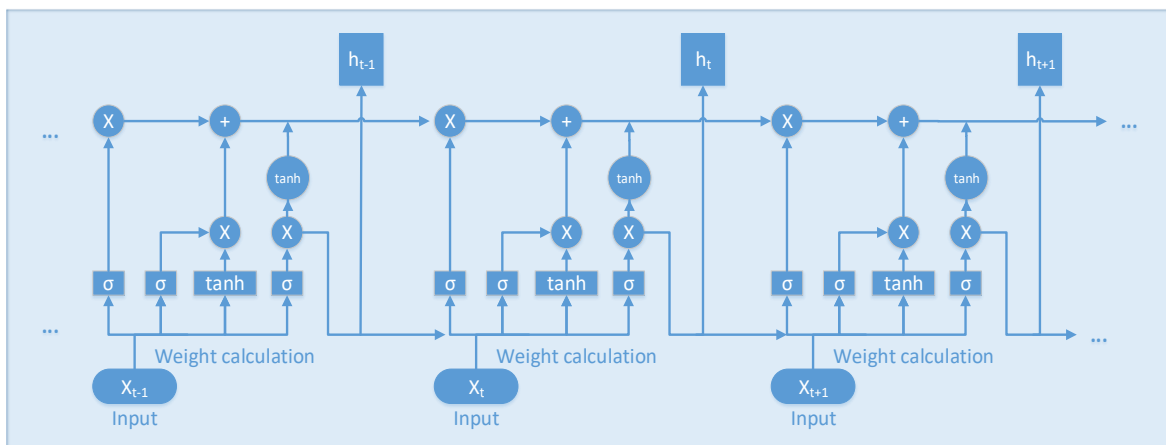 h_{t-1} h_t h_{t+1}
... X + X + X + ...
tanh tanh tanh
X X X X X X
σ σ tanh σ σ σ tanh σ σ σ tanh σ
... ...
Weight calculation Weight calculation Weight calculation
X_{t-1} X_t X_{t+1}
Input Input Input